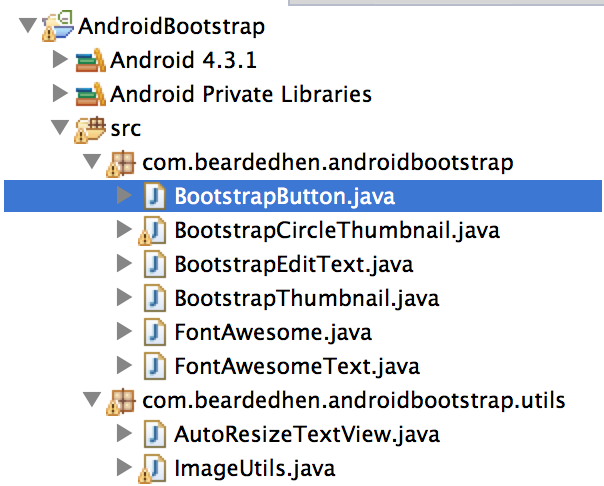 AndroidBootstrap
Android 4.3.1
Android Private Libraries
src
com.beardedhen.androidbootstrap
BootstrapButton.java
BootstrapCircleThumbnail.java
BootstrapEditText.java
BootstrapThumbnail.java
FontAwesome.java
FontAwesomeText.java
com.beardedhen.androidbootstrap.utils
AutoResizeTextView.java
ImageUtils.java